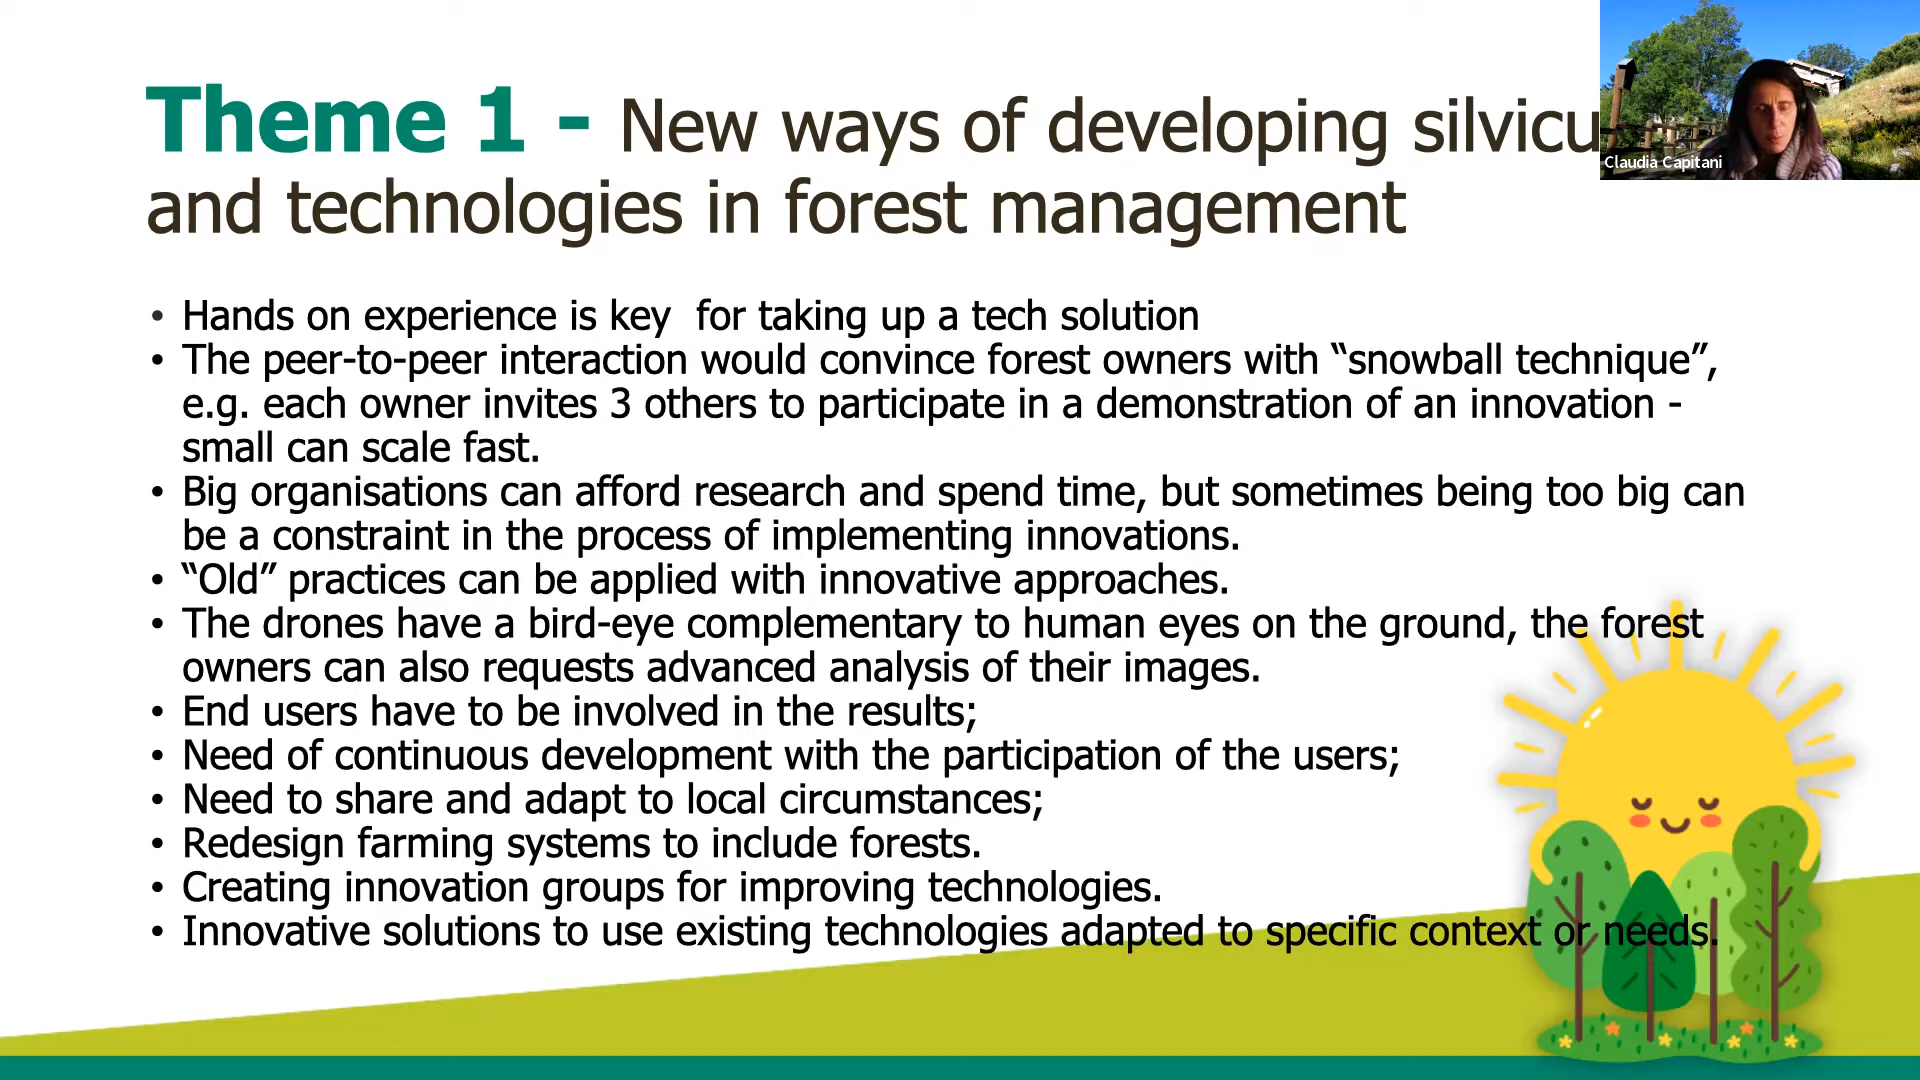 Theme 1 - New ways of developing silvicu
and technologies in forest management
Claudia Capitani
• Hands on experience is key  for taking up a tech solution
• The peer-to-peer interaction would convince forest owners with “snowball technique”,
e.g. each owner invites 3 others to participate in a demonstration of an innovation -
small can scale fast.
• Big organisations can afford research and spend time, but sometimes being too big can
be a constraint in the process of implementing innovations.
• “Old” practices can be applied with innovative approaches.
• The drones have a bird-eye complementary to human eyes on the ground, the forest
owners can also requests advanced analysis of their images.
• End users have to be involved in the results;
• Need of continuous development with the participation of the users;
• Need to share and adapt to local circumstances;
• Redesign farming systems to include forests.
• Creating innovation groups for improving technologies.
• Innovative solutions to use existing technologies adapted to specific context or needs.